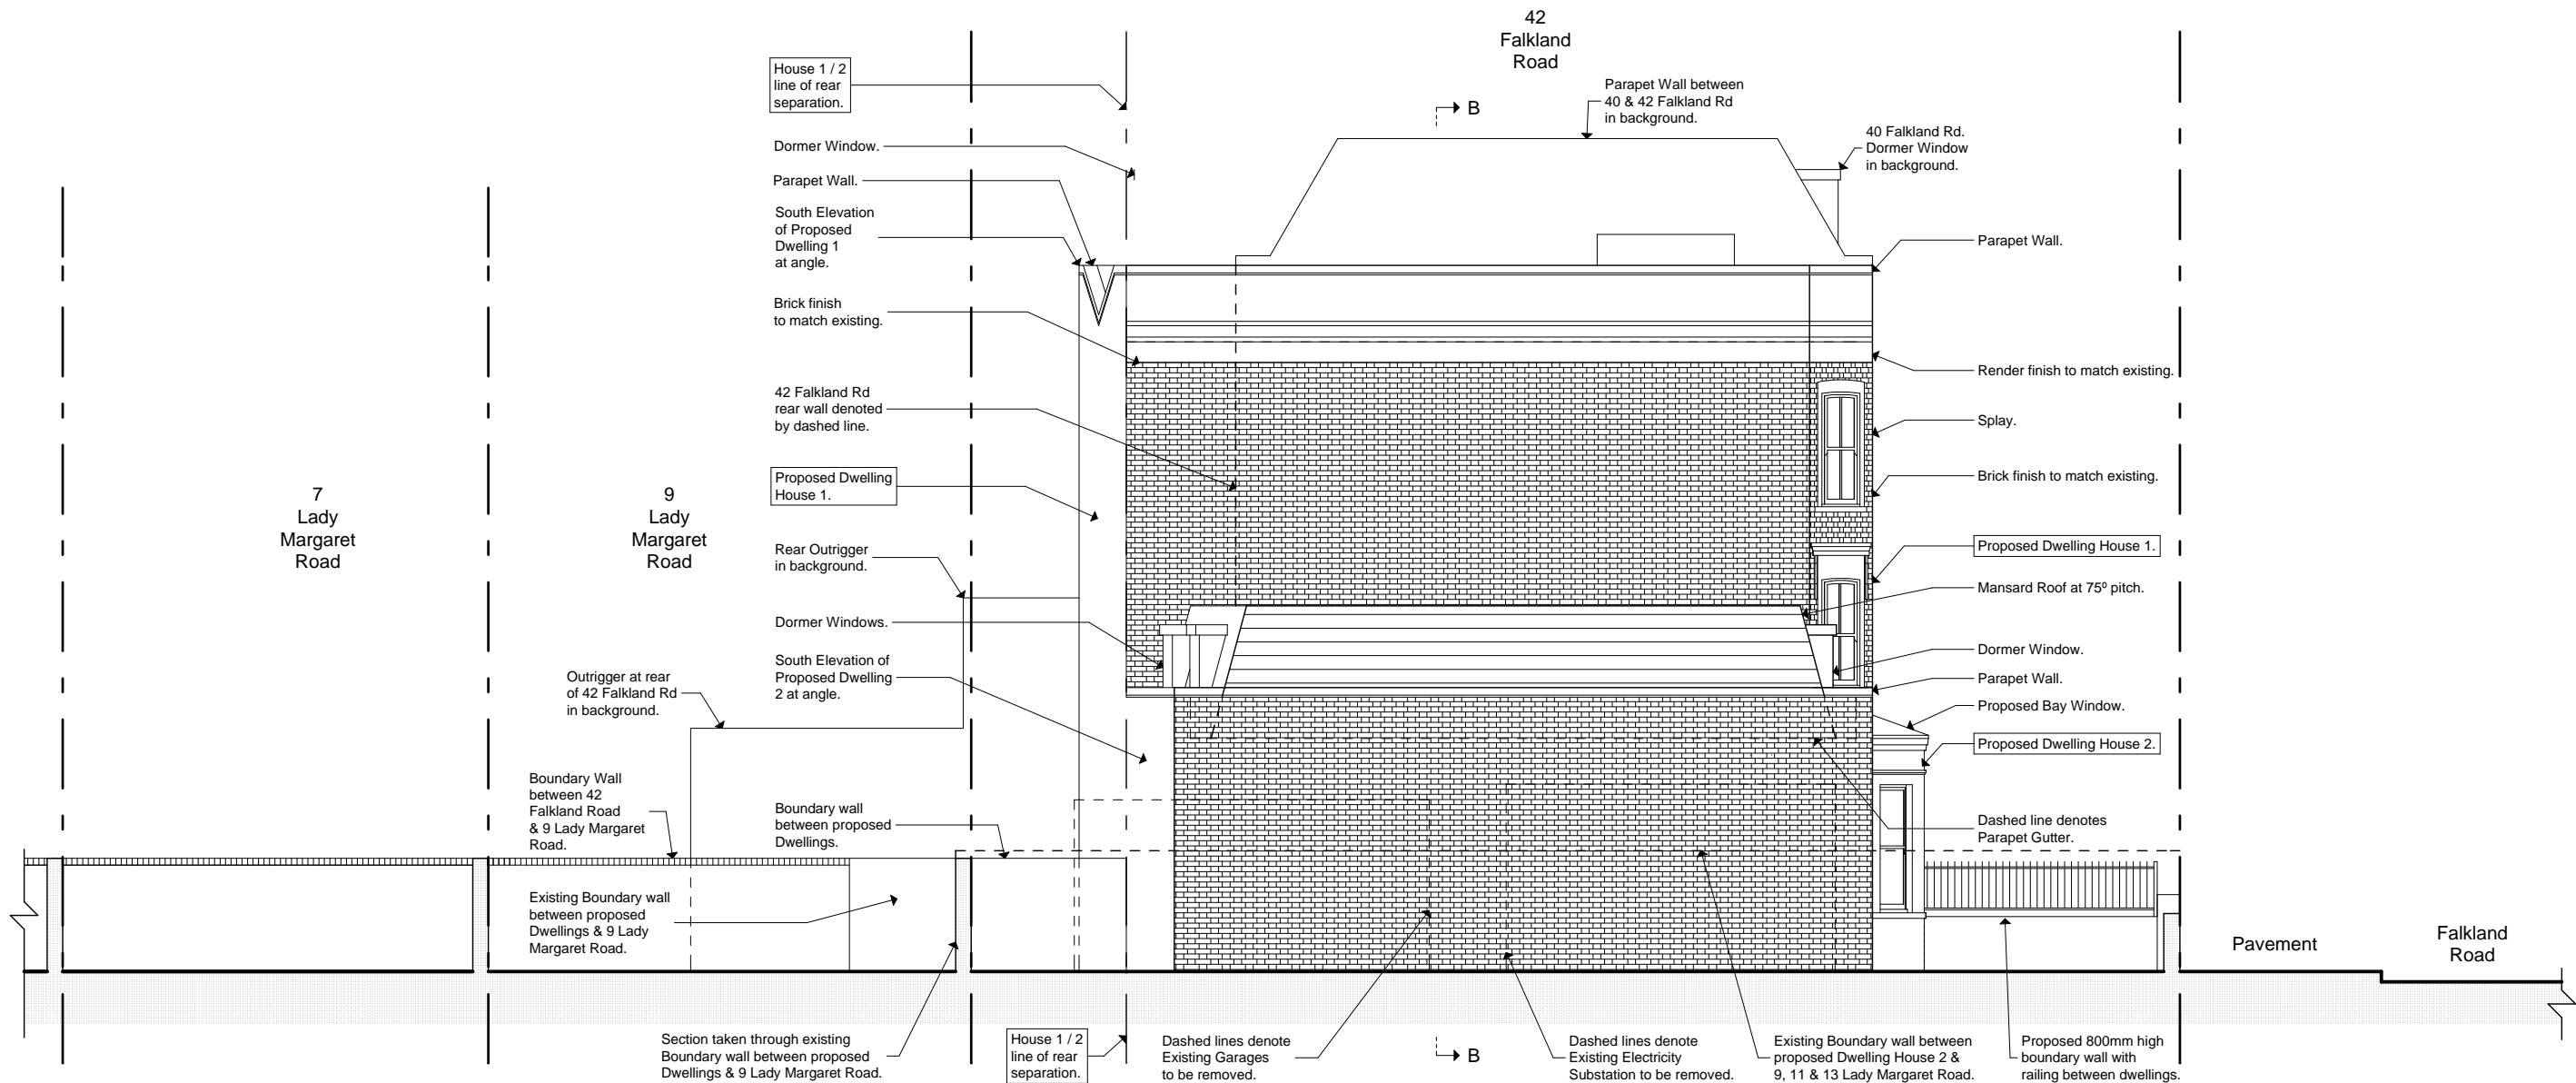 42
Falkland
Road
House 1 / 2
line of rear
separation.
Parapet Wall between
40 & 42 Falkland Rd
in background.
B
40 Falkland Rd.
Dormer Window
in background.
Dormer Window.
Parapet Wall.
South Elevation
of Proposed
Dwelling 1
at angle.
Parapet Wall.
Brick finish
to match existing.
Render finish to match existing.
42 Falkland Rd
rear wall denoted
by dashed line.
Splay.
Proposed Dwelling
House 1.
Brick finish to match existing.
7
Lady
Margaret
Road
9
Lady
Margaret
Road
Rear Outrigger
in background.
Proposed Dwelling House 1.
Mansard Roof at 75º pitch.
Dormer Windows.
Dormer Window.
South Elevation of
Proposed Dwelling
2 at angle.
Outrigger at rear
of 42 Falkland Rd
in background.
Parapet Wall.
Proposed Bay Window.
Proposed Dwelling House 2.
Boundary Wall
between 42
Falkland Road
& 9 Lady Margaret
Road.
Boundary wall
between proposed
Dwellings.
Dashed line denotes
Parapet Gutter.
Existing Boundary wall
between proposed
Dwellings & 9 Lady
Margaret Road.
Pavement
Falkland
Road
Section taken through existing
Boundary wall between proposed
Dwellings & 9 Lady Margaret Road.
House 1 / 2
line of rear
separation.
Dashed lines denote
Existing Garages
to be removed.
B
Dashed lines denote
Existing Electricity
Substation to be removed.
Existing Boundary wall between
proposed Dwelling House 2 &
9, 11 & 13 Lady Margaret Road.
Proposed 800mm high
boundary wall with
railing between dwellings.